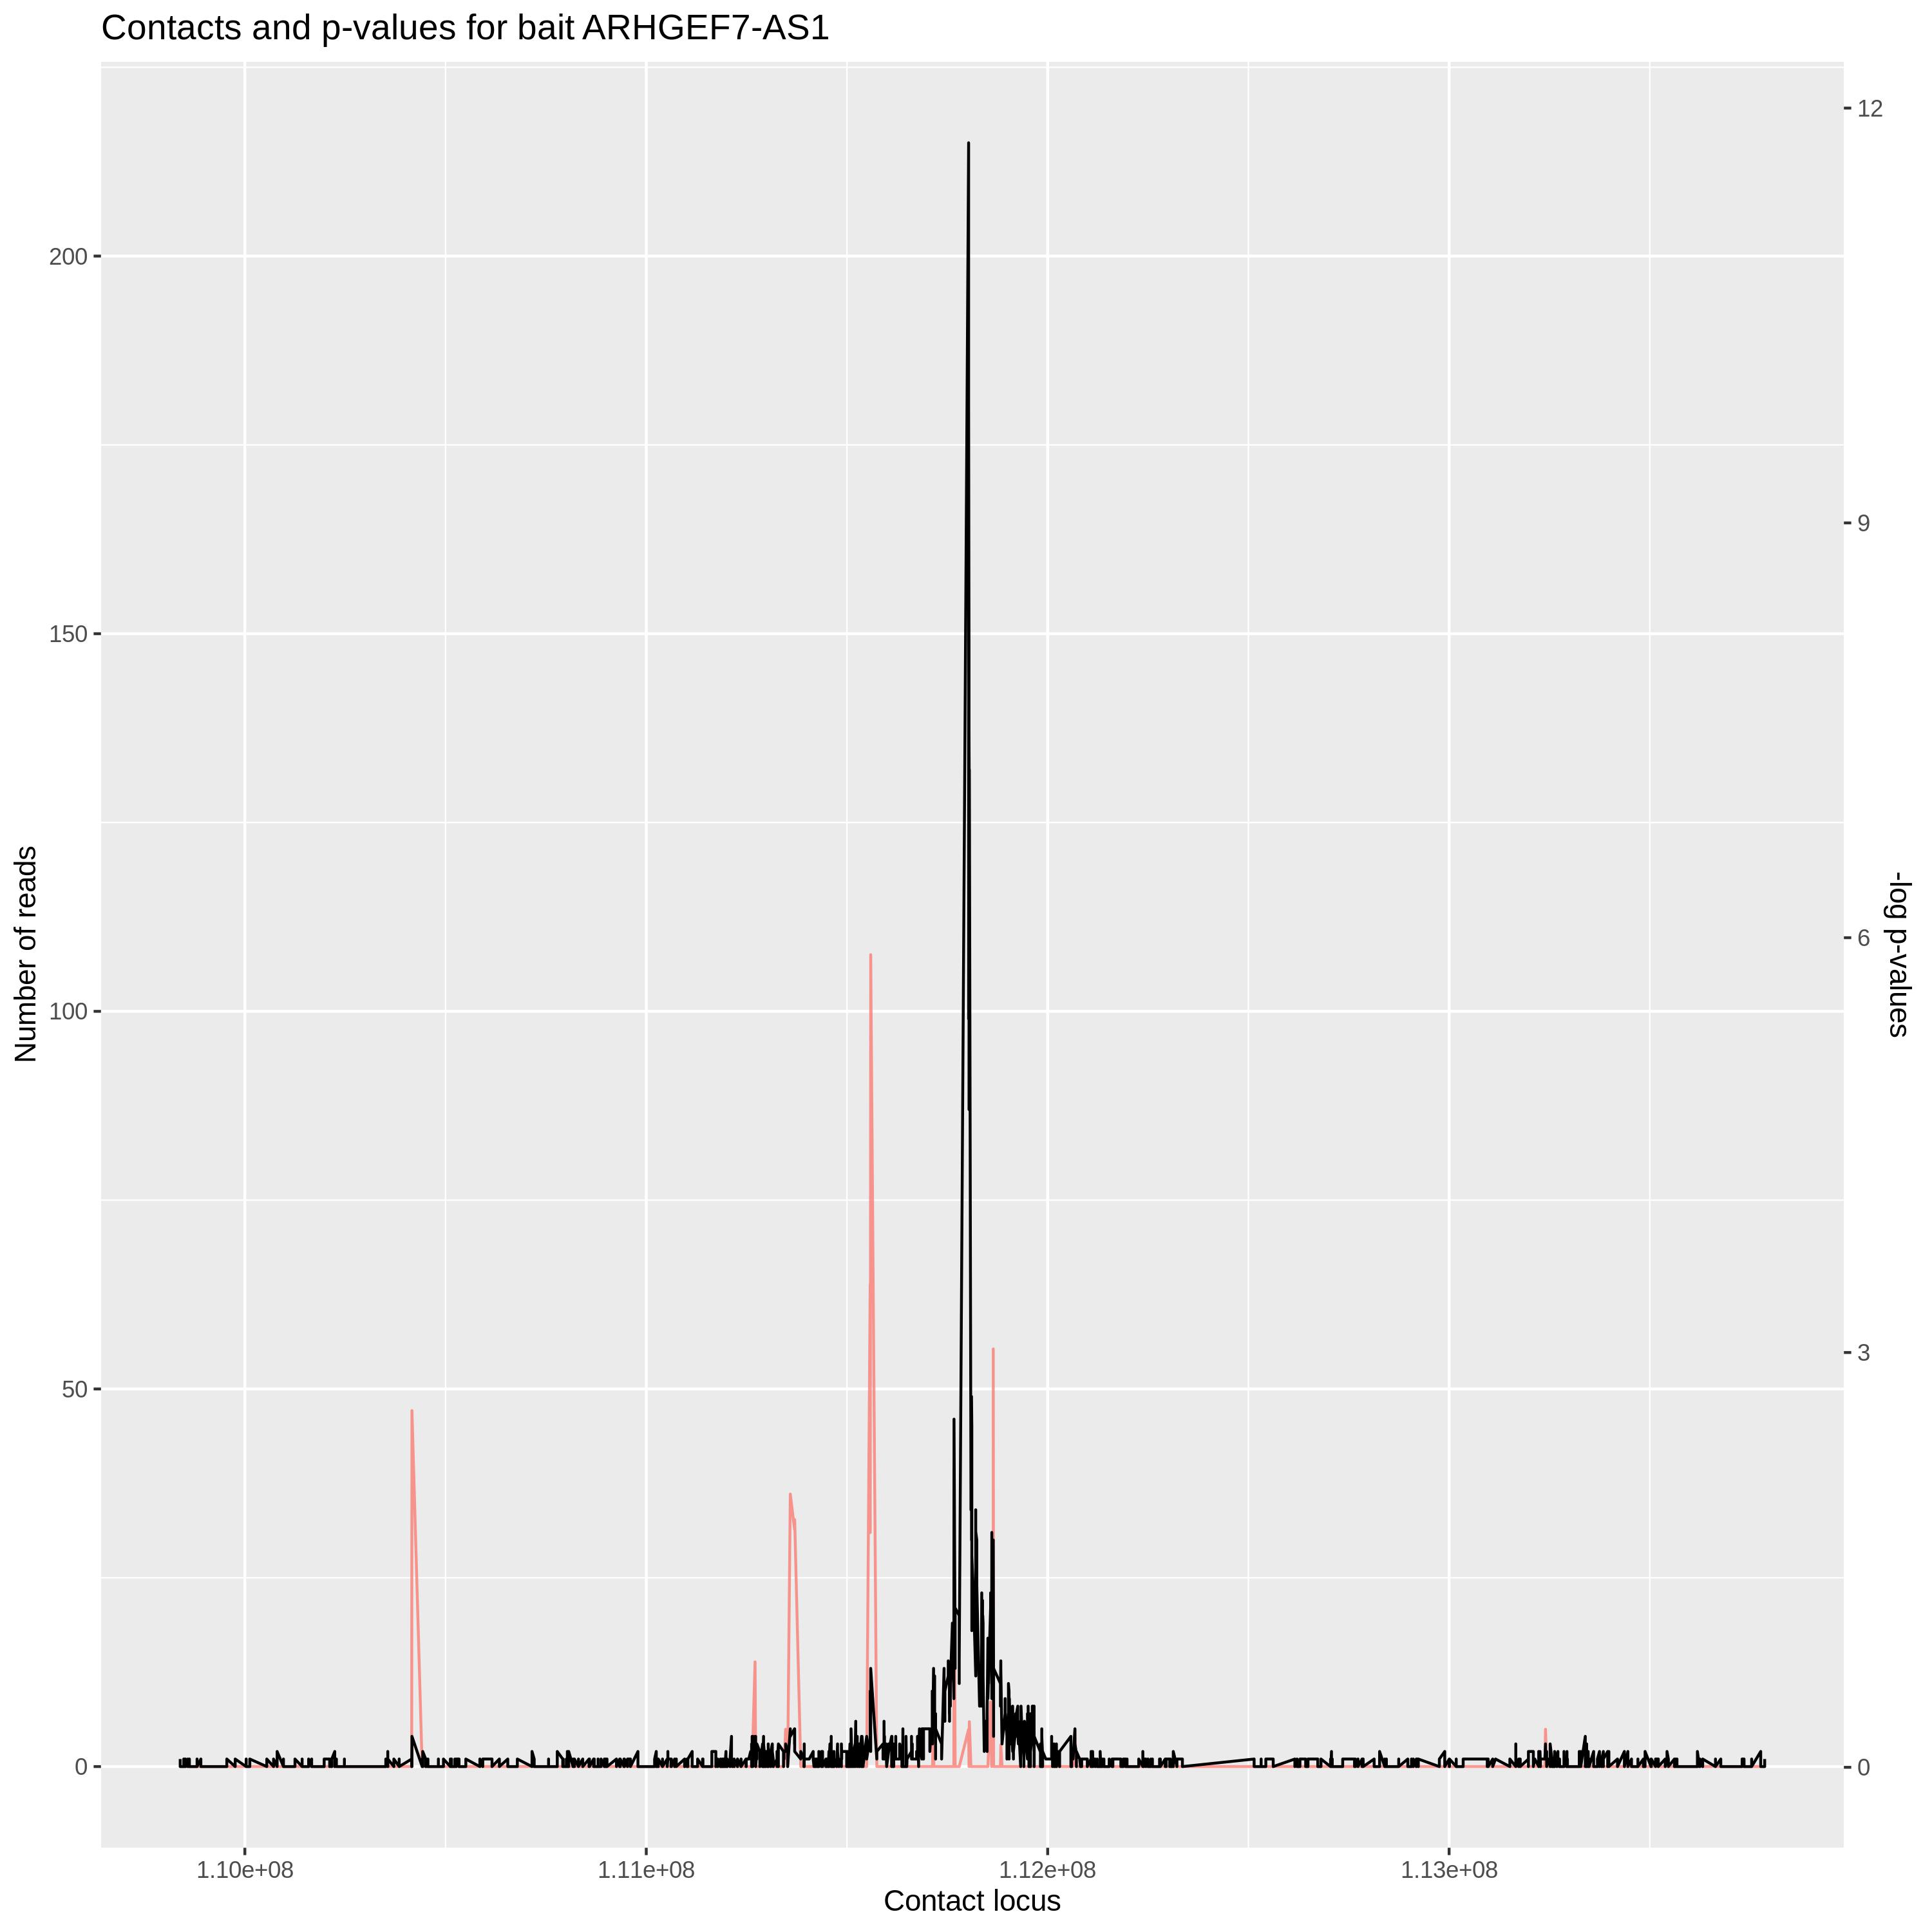 Contacts and p-values for bait ARHGEF7-AS1
Number of reads
200
150
100
50
0
12
9
6
3
0
-log p-values
1.10e+08
1.11e+08
1.12e+08
1.13e+08
Contact locus